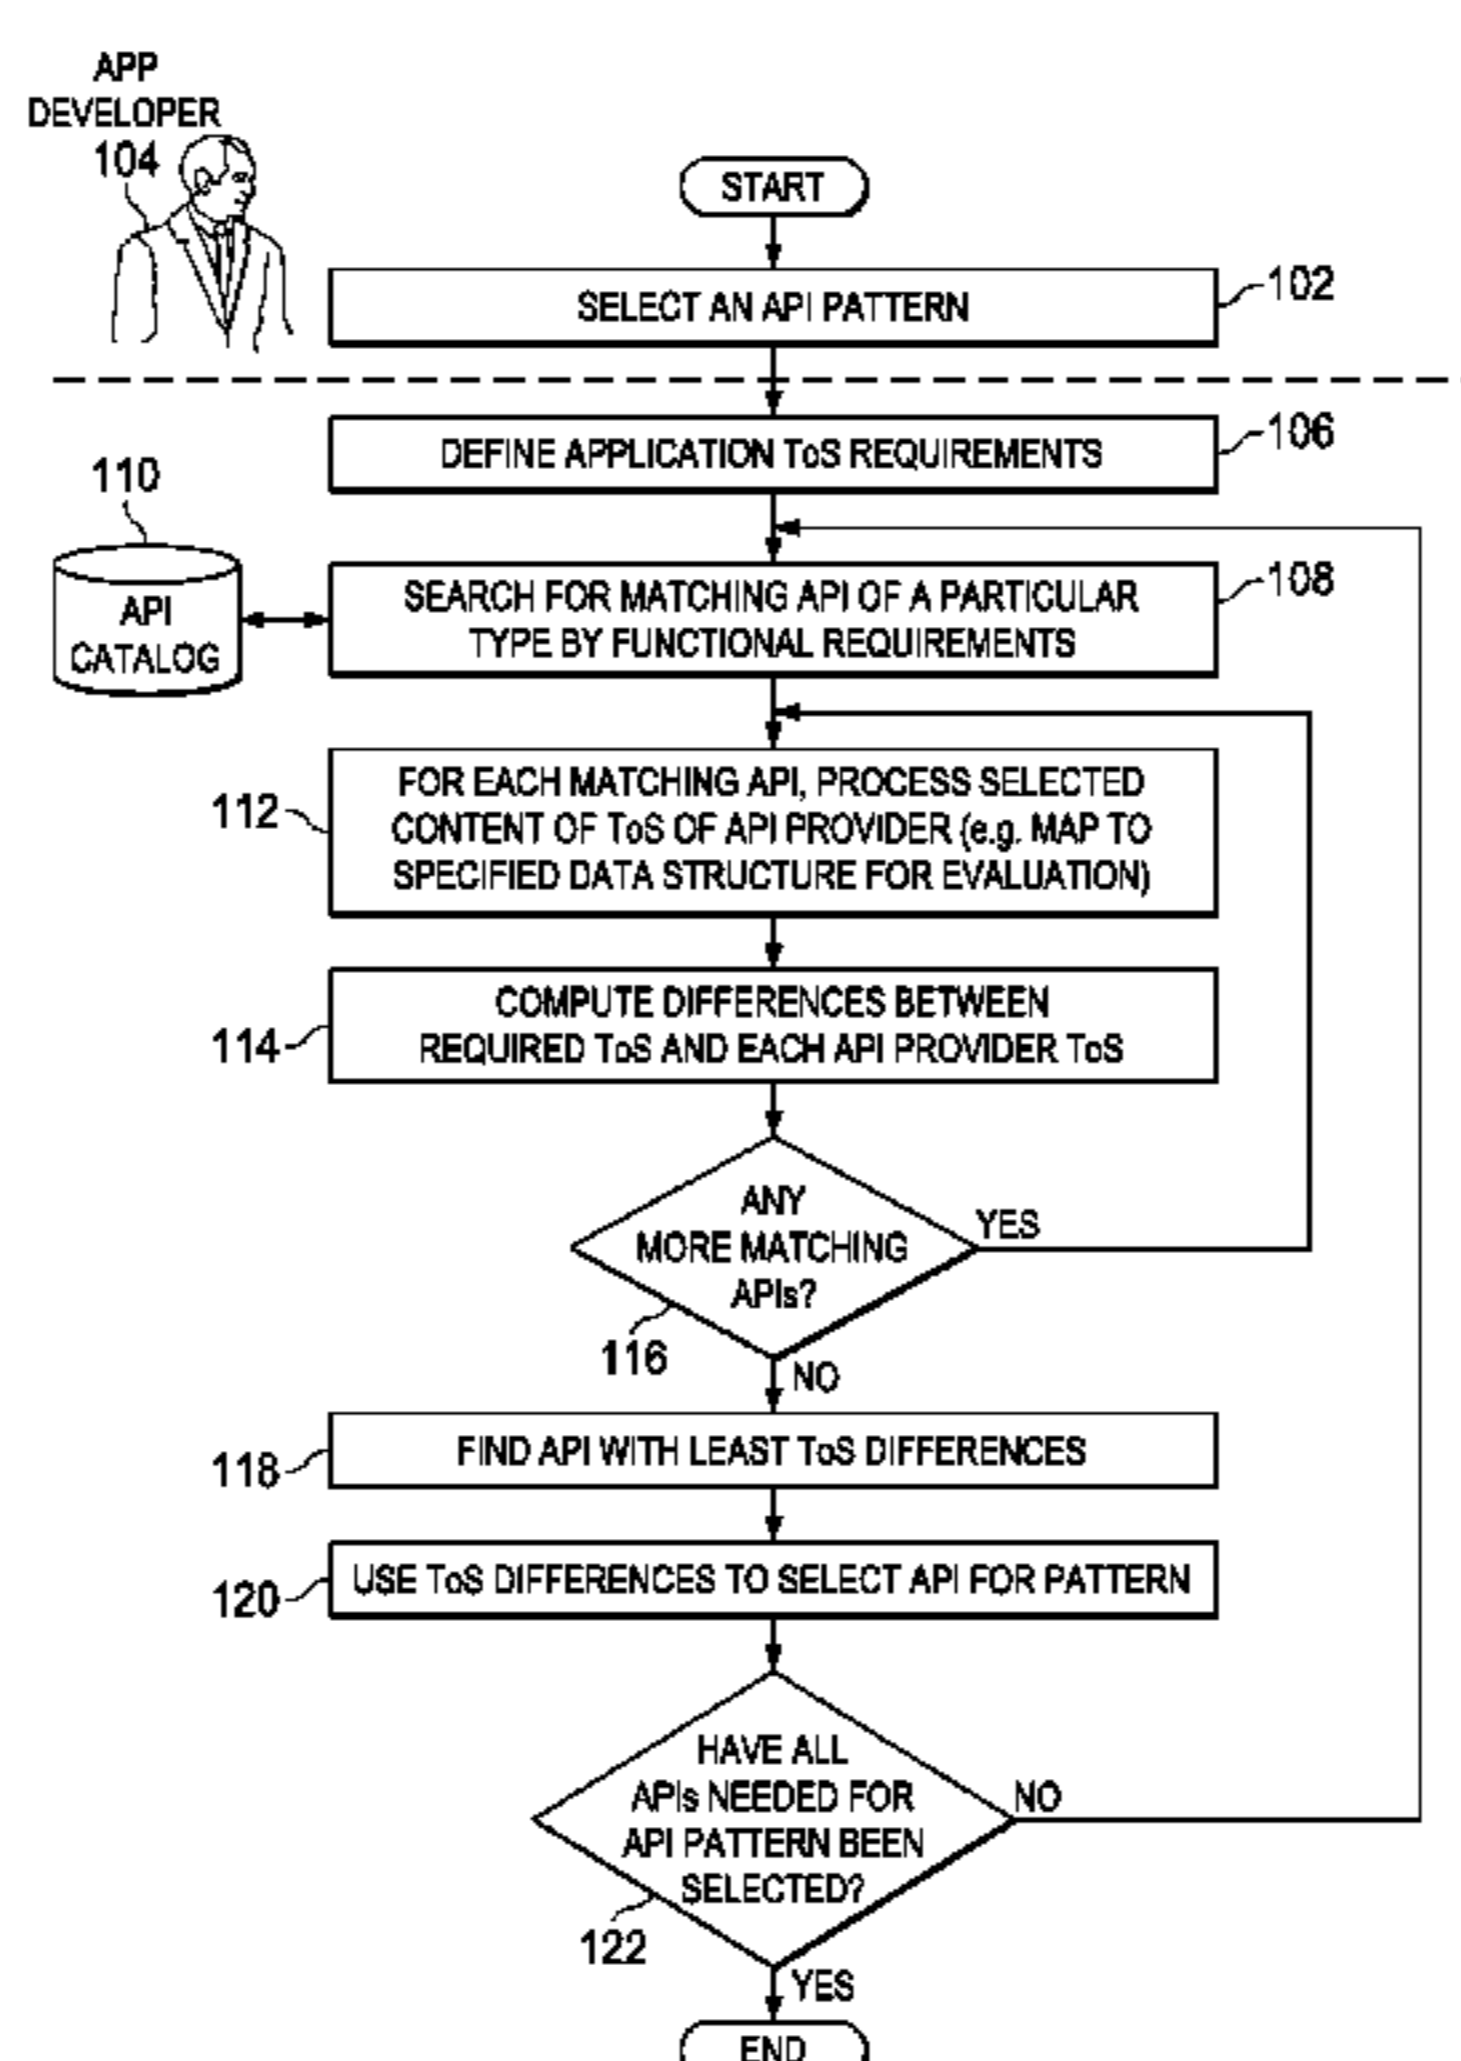 APP
DEVELOPER
104
START
SELECT AN API PATTERN
102
DEFINE APPLICATION ToS REQUIREMENTS
106
110
API
CATALOG
SEARCH FOR MATCHING API OF A PARTICULAR
TYPE BY FUNCTIONAL REQUIREMENTS
108
FOR EACH MATCHING API, PROCESS SELECTED
CONTENT OF ToS OF API PROVIDER (e.g. MAP TO
SPECIFIED DATA STRUCTURE FOR EVALUATION)
112
COMPUTE DIFFERENCES BETWEEN
REQUIRED ToS AND EACH API PROVIDER ToS
114
ANY
MORE MATCHING
APIs?
YES
116
NO
FIND API WITH LEAST ToS DIFFERENCES
118
USE ToS DIFFERENCES TO SELECT API FOR PATTERN
120
HAVE ALL
APIs NEEDED FOR
API PATTERN BEEN
SELECTED?
NO
122
YES
END